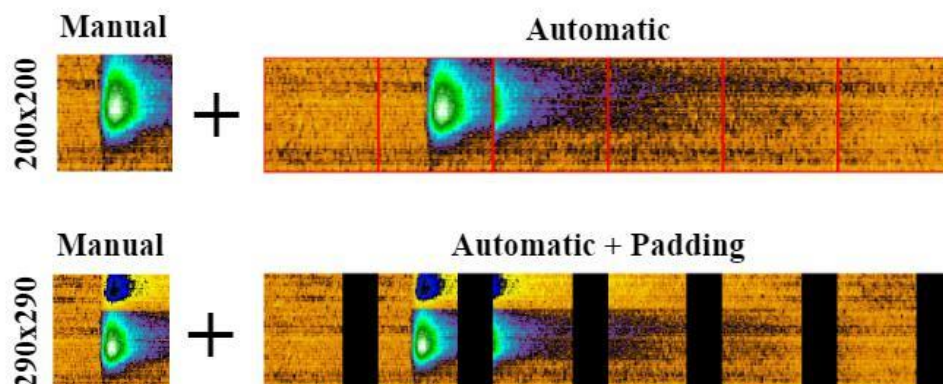 Manual
Automatic
200x200
+
Manual
Automatic + Padding
290x290
+